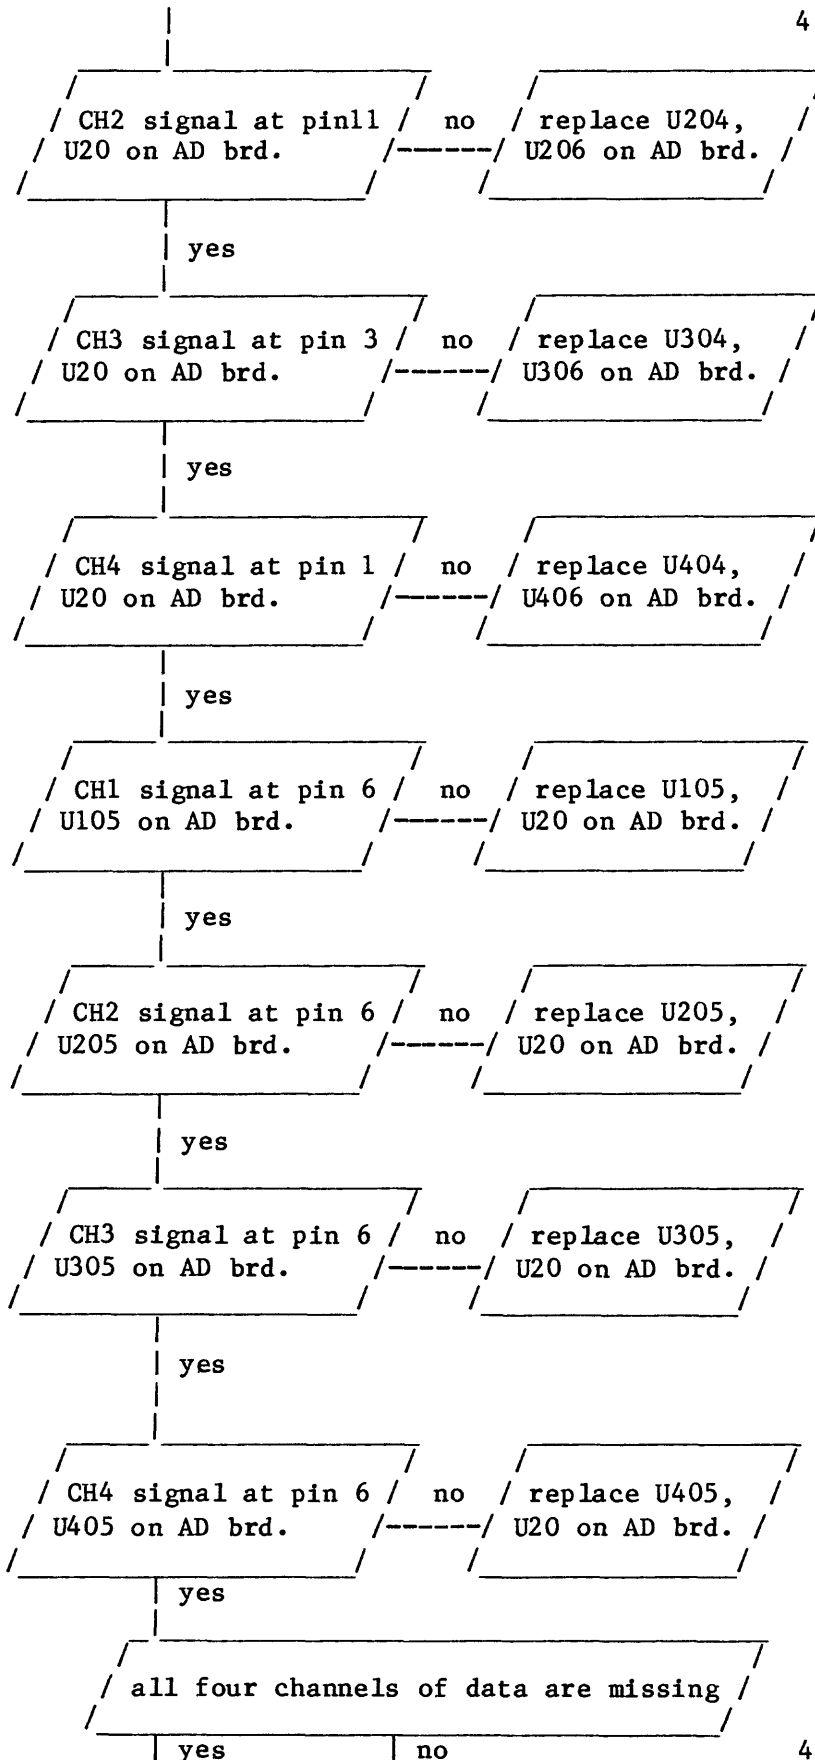 4
CH2 signal at pin11
U20 on AD brd.
no
replace U204,
U206 on AD brd.
yes
CH3 signal at pin 3
U20 on AD brd.
no
replace U304,
U306 on AD brd.
yes
CH4 signal at pin 1
U20 on AD brd.
no
replace U404,
U406 on AD brd.
yes
CH1 signal at pin 6
U105 on AD brd.
no
replace U105,
U20 on AD brd.
yes
CH2 signal at pin 6
U205 on AD brd.
no
replace U205,
U20 on AD brd.
yes
CH3 signal at pin 6
U305 on AD brd.
no
replace U305,
U20 on AD brd.
yes
CH4 signal at pin 6
U405 on AD brd.
no
replace U405,
U20 on AD brd.
yes
all four channels of data are missing
yes no
4